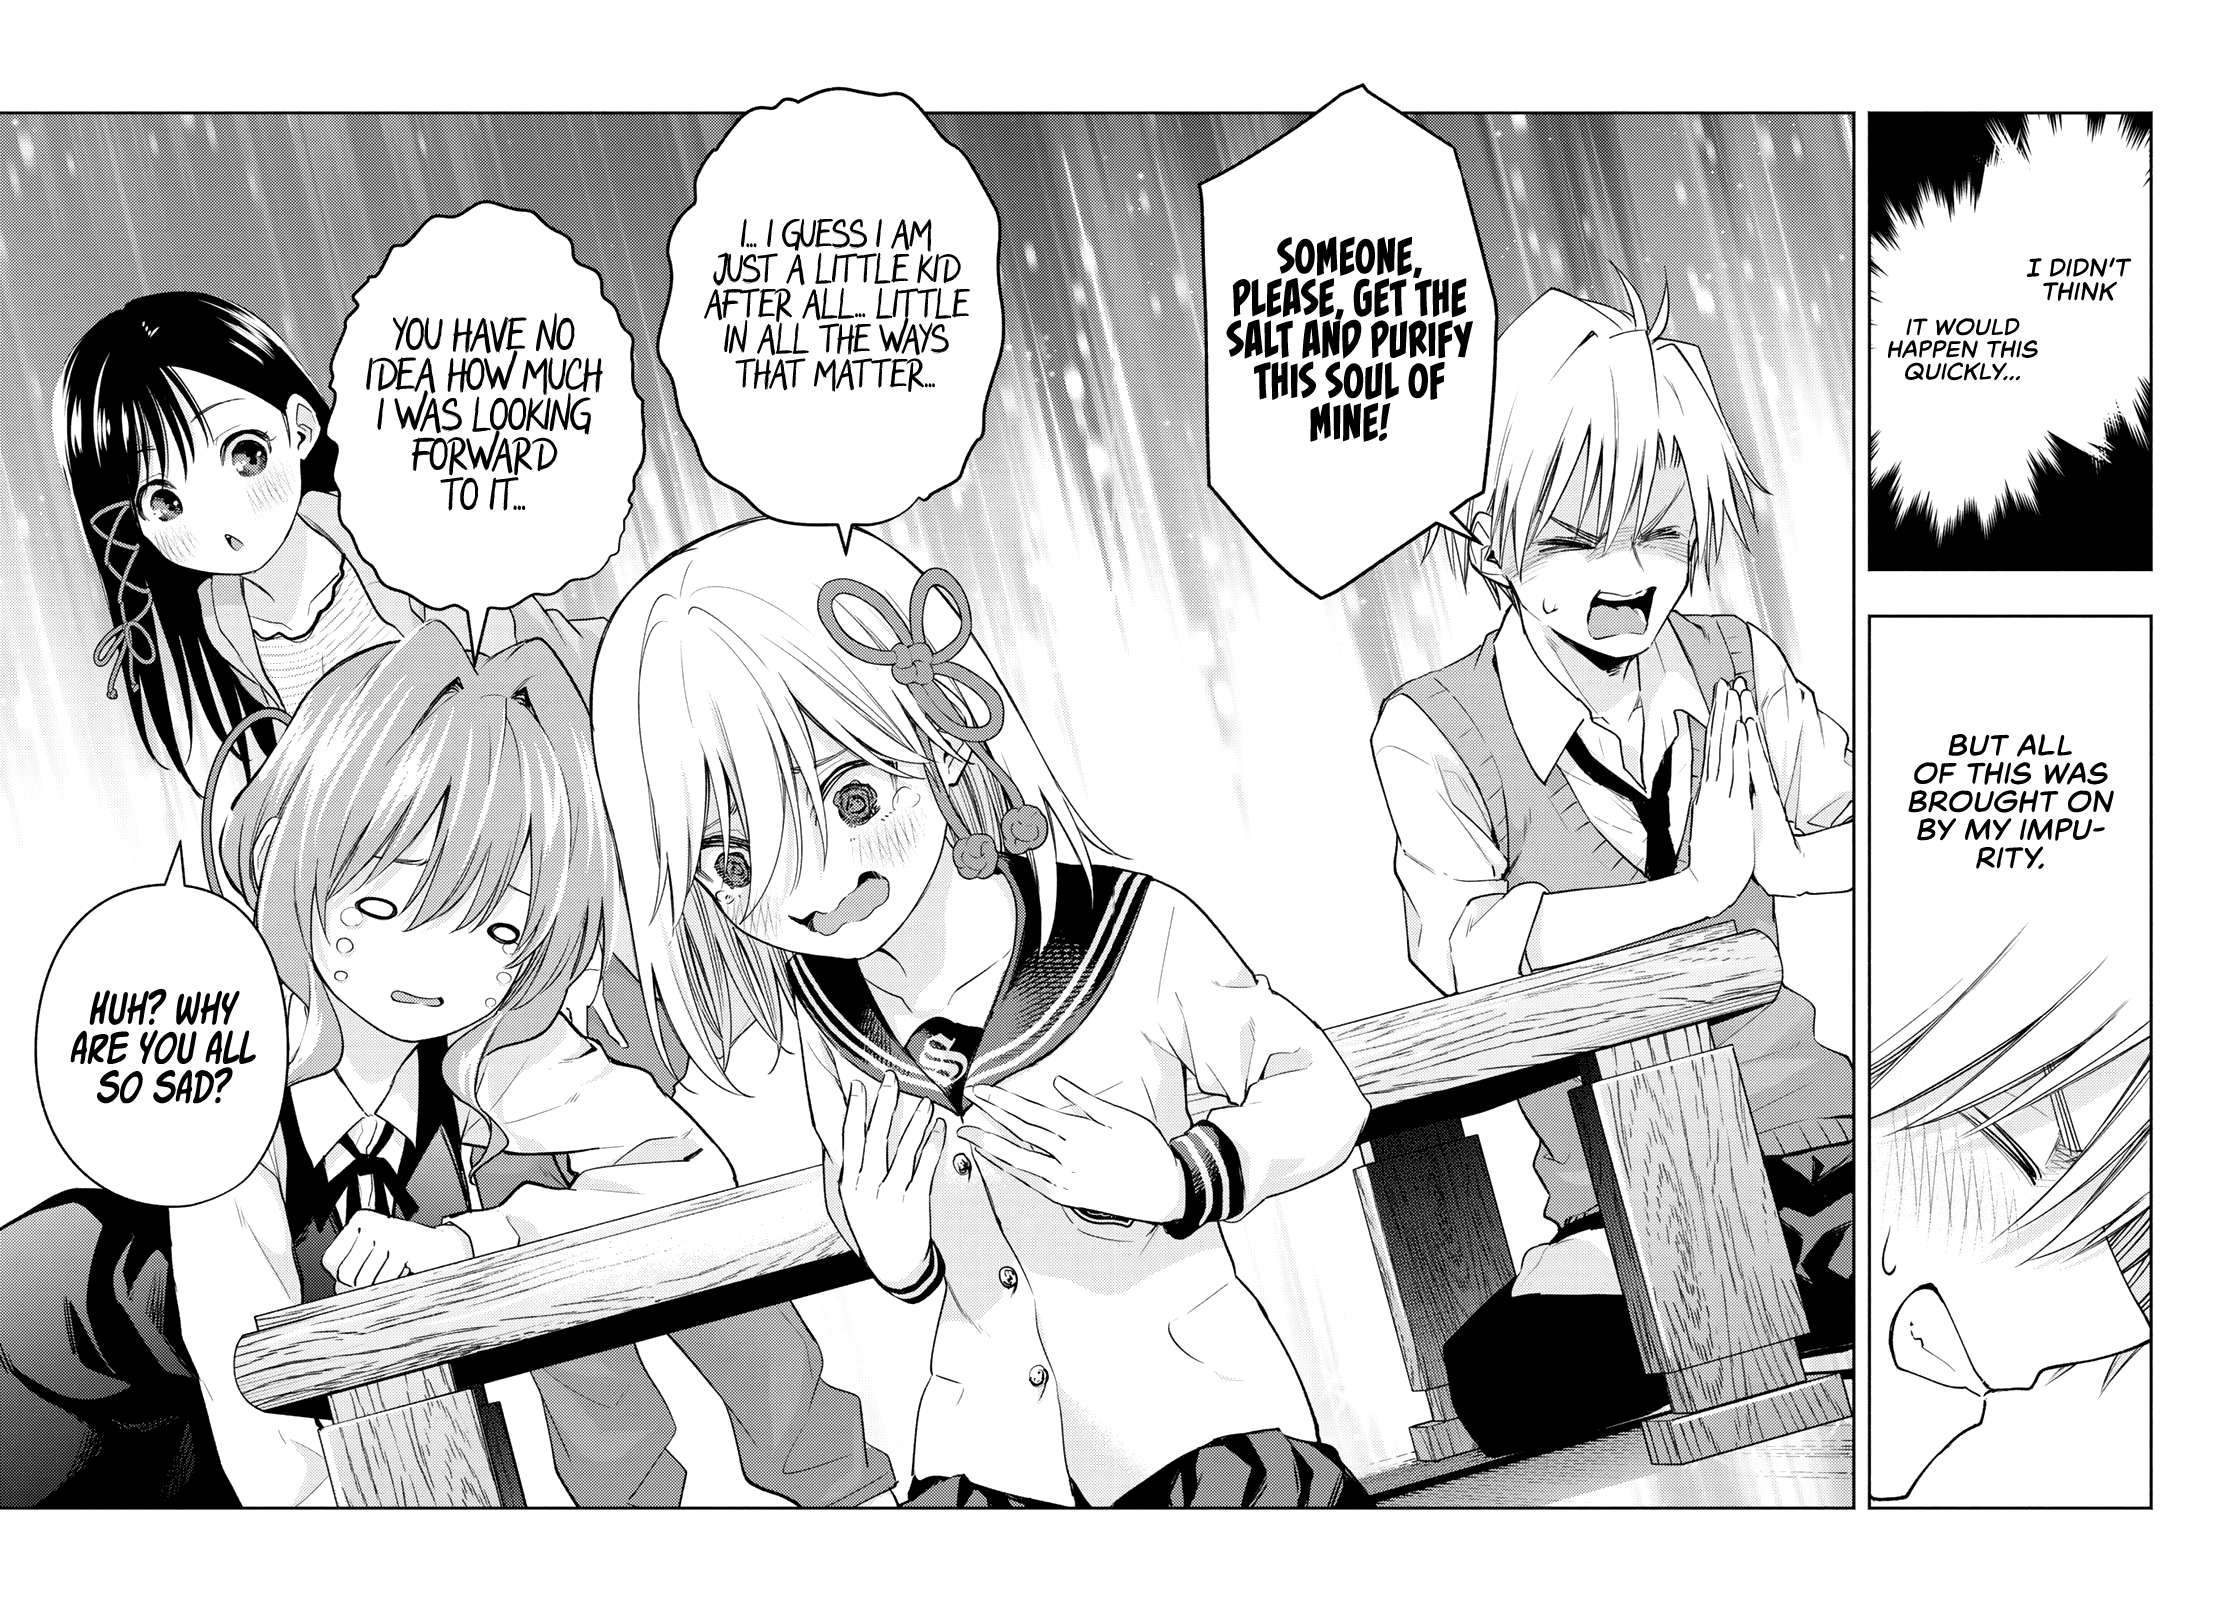 I DIDN'T
THINK
IT WOULD
HAPPEN THIS
QUICKLY...
BUT ALL
OF THIS WAS
BROUGHT ON
BY MY IMPU-
RITY.
SOMEONE,
PLEASE, GET THE
SALT AND PURIFY
THIS SOUL OF
MINE!
I... I GUESS I AM
JUST A LITTLE KID
AFTER ALL... LITTLE
IN ALL THE WAYS
THAT MATTER...
YOU HAVE NO
IDEA HOW MUCH
I WAS LOOKING
FORWARD
TO IT...
HUH? WHY
ARE YOU ALL
SO SAD?
S